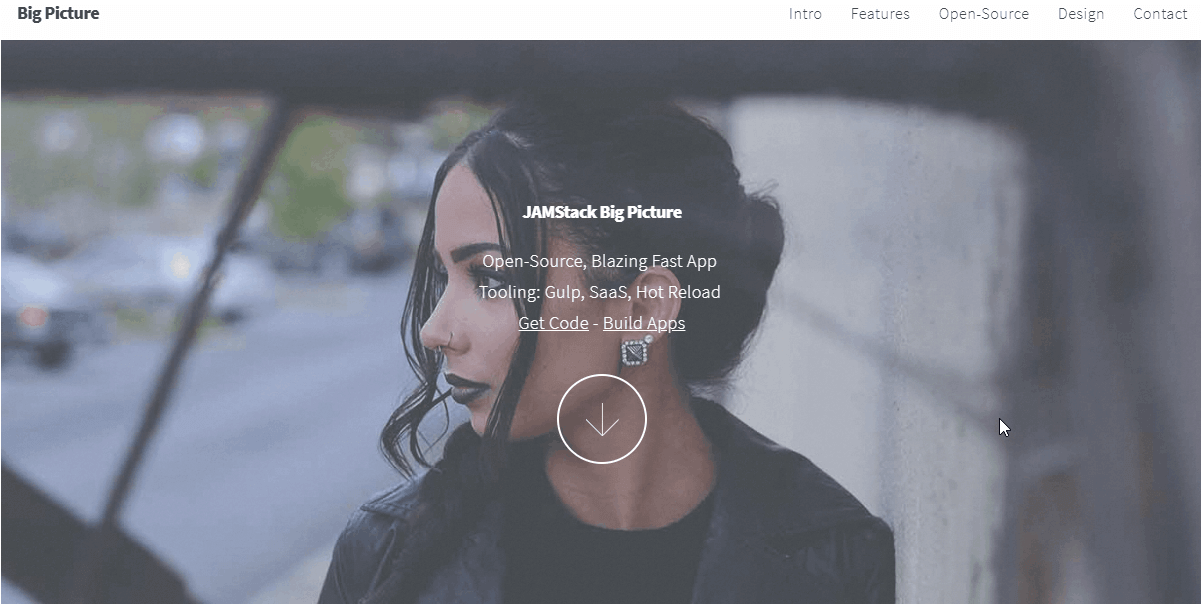 Big Picture
Intro Features Open-Source Design Contact
JAMStack Big Picture
Open-Source, Blazing Fast App
Tooling: Gulp, SaaS, Hot Reload
Get Code - Build Apps